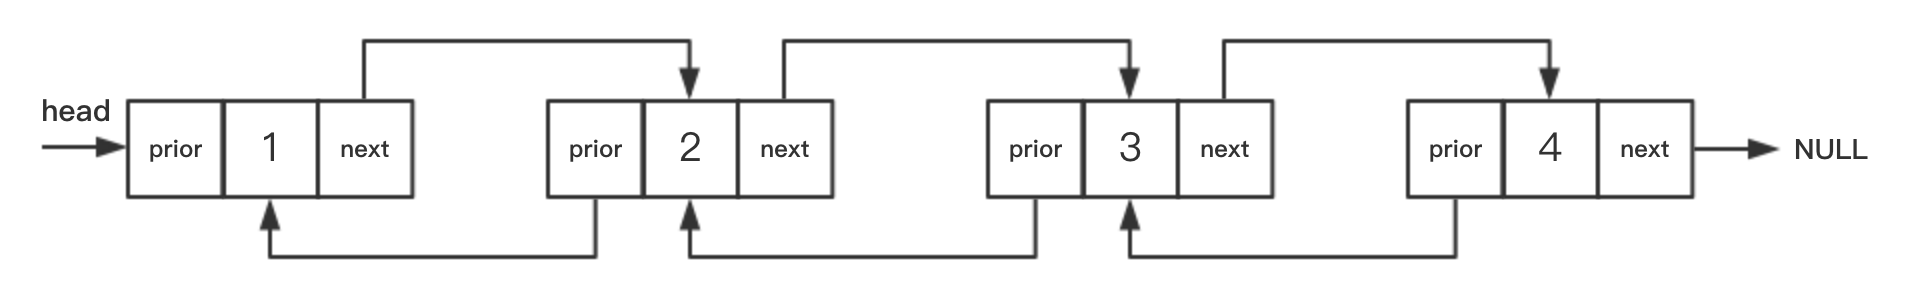 head
prior 1 next
prior 2 next
prior 3 next
prior 4 next
NULL